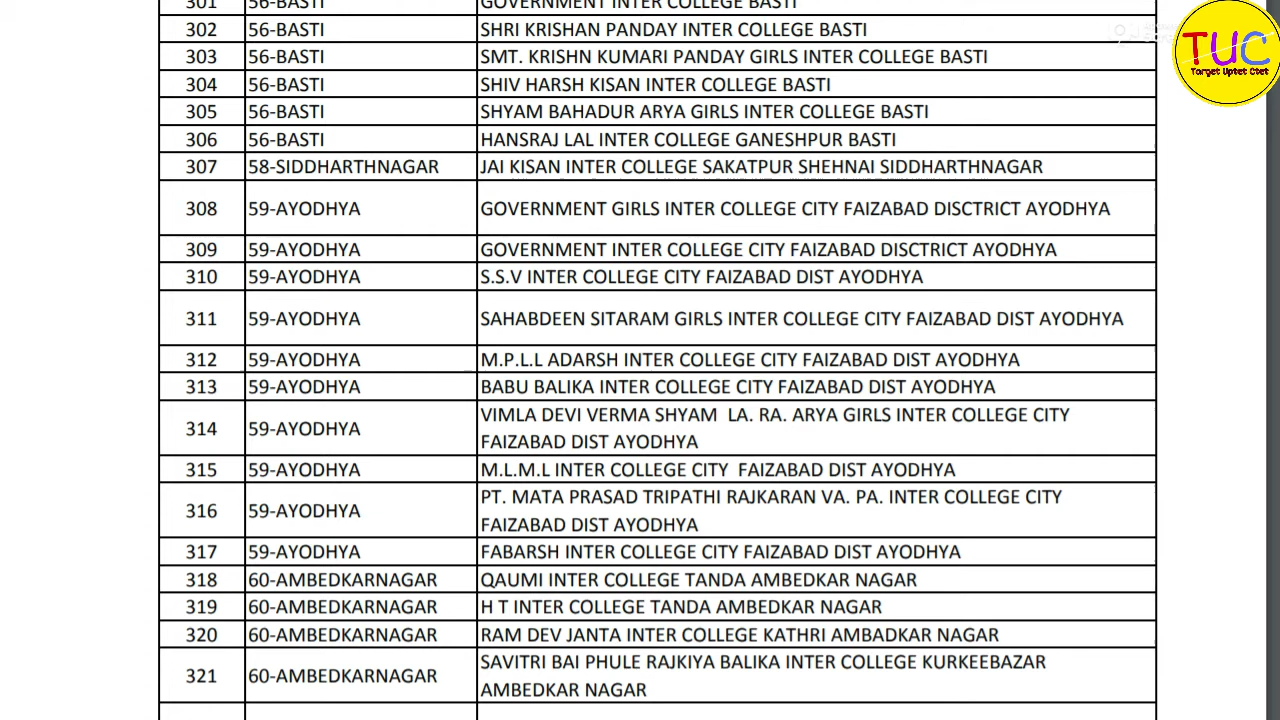 301 56-BASTI GOVERNMENT INTER COLLEGE BASTI
302 56-BASTI SHRI KRISHAN PANDAY INTER COLLEGE BASTI
303 56-BASTI SMT. KRISHN KUMARI PANDAY GIRLS INTER COLLEGE BASTI
304 56-BASTI SHIV HARSH KISAN INTER COLLEGE BASTI
305 56-BASTI SHYAM BAHADUR ARYA GIRLS INTER COLLEGE BASTI
306 56-BASTI HANSRAJ LAL INTER COLLEGE GANESHPUR BASTI
307 58-SIDDHARTHNAGAR JAI KISAN INTER COLLEGE SAKATPUR SHEHNAI SIDDHARTHNAGAR
308 59-AYODHYA GOVERNMENT GIRLS INTER COLLEGE CITY FAIZABAD DISCTRICT AYODHYA
309 59-AYODHYA GOVERNMENT INTER COLLEGE CITY FAIZABAD DISCTRICT AYODHYA
310 59-AYODHYA S.S.V INTER COLLEGE CITY FAIZABAD DIST AYODHYA
311 59-AYODHYA SAHABDEEN SITARAM GIRLS INTER COLLEGE CITY FAIZABAD DIST AYODHYA
312 59-AYODHYA M.P.L.L ADARSH INTER COLLEGE CITY FAIZABAD DIST AYODHYA
313 59-AYODHYA BABU BALIKA INTER COLLEGE CITY FAIZABAD DIST AYODHYA
314 59-AYODHYA VIMLA DEVI VERMA SHYAM LA. RA. ARYA GIRLS INTER COLLEGE CITY
FAIZABAD DIST AYODHYA
315 59-AYODHYA M.L.M.L INTER COLLEGE CITY FAIZABAD DIST AYODHYA
316 59-AYODHYA PT. MATA PRASAD TRIPATHI RAJKARAN VA. PA. INTER COLLEGE CITY
FAIZABAD DIST AYODHYA
317 59-AYODHYA FABARSH INTER COLLEGE CITY FAIZABAD DIST AYODHYA
318 60-AMBEDKARNAGAR QAUMI INTER COLLEGE TANDA AMBEDKAR NAGAR
319 60-AMBEDKARNAGAR H T INTER COLLEGE TANDA AMBEDKAR NAGAR
320 60-AMBEDKARNAGAR RAM DEV JANTA INTER COLLEGE KATHRI AMBADKAR NAGAR
321 60-AMBEDKARNAGAR SAVITRI BAI PHULE RAJKIYA BALIKA INTER COLLEGE KURKEEBAZAR
AMBEDKAR NAGAR
TUC
Target Uptet Ctet